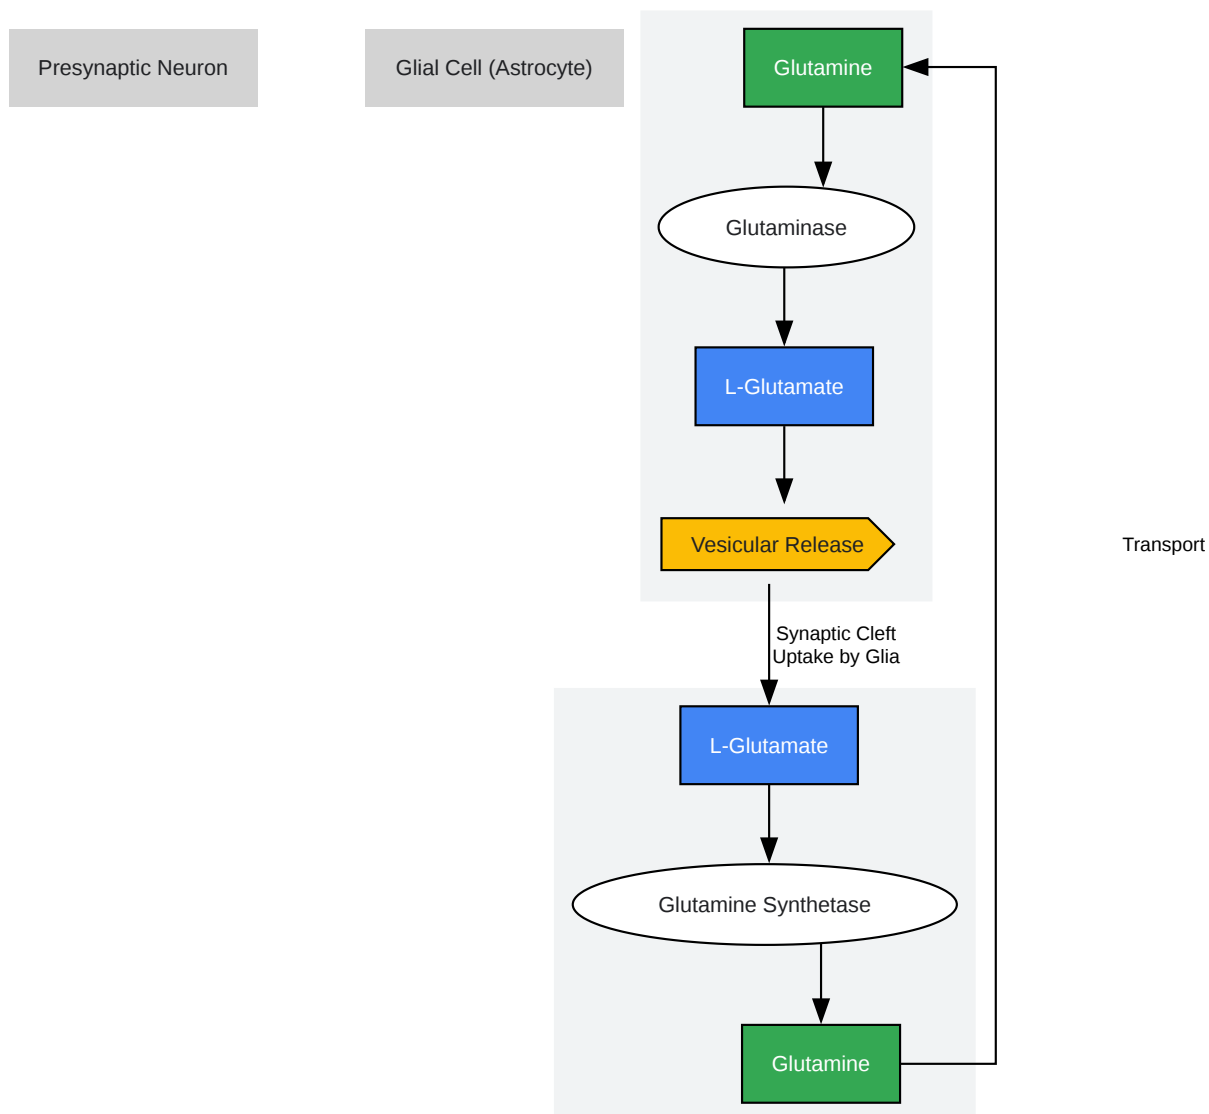 Presynaptic Neuron
Glial Cell (Astrocyte)
Glutamine
Glutaminase
L-Glutamate
Vesicular Release
Transport
Synaptic Cleft
Uptake by Glia
L-Glutamate
Glutamine Synthetase
Glutamine